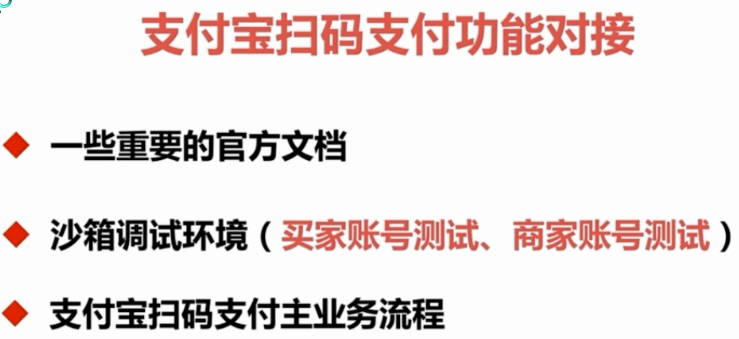 支付宝扫码支付功能对接
一些重要的官方文档
沙箱调试环境（买家账号测试、商家账号测试）
支付宝扫码支付主业务流程